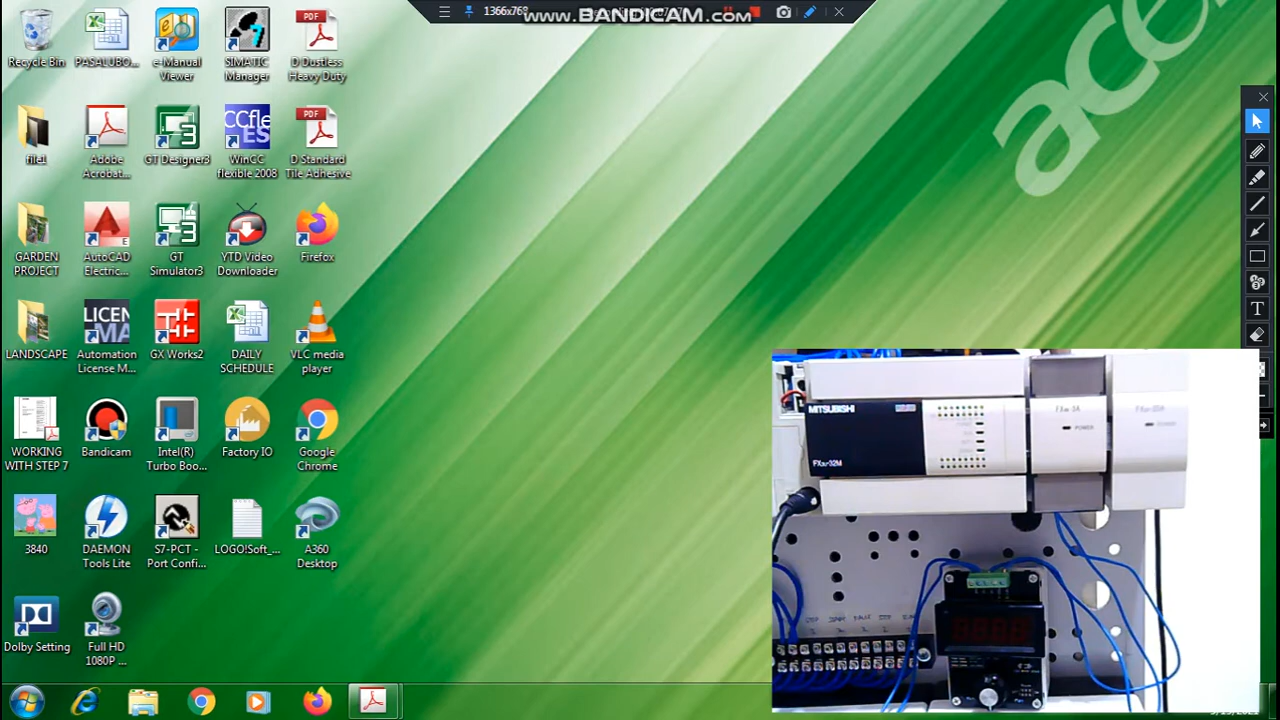 1366x768
www.BANDICAM.com
acer
Recycle Bin
PASALUBO...
e-Manual
Viewer
SIMATIC
Manager
PDF
D Dustless
Heavy Duty
file1
Adobe
Acrobat...
GT Designer3
CCfle
ES
WinCC
flexible 2008
PDF
D Standard
Tile Adhesive
GARDEN
PROJECT
AutoCAD
Electric...
GT
Simulator3
YTD Video
Downloader
Firefox
LANDSCAPE
LICEN
MA
Automation
License M...
GX Works2
DAILY
SCHEDULE
VLC media
player
WORKING
WITH STEP 7
Bandicam
Intel(R)
Turbo Boo...
Factory IO
Google
Chrome
3840
DAEMON
Tools Lite
S7-PCT -
Port Confi...
LOGO!Soft_...
A360
Desktop
Dolby Setting
Full HD
1080P ...
MITSUBISHI
POWER